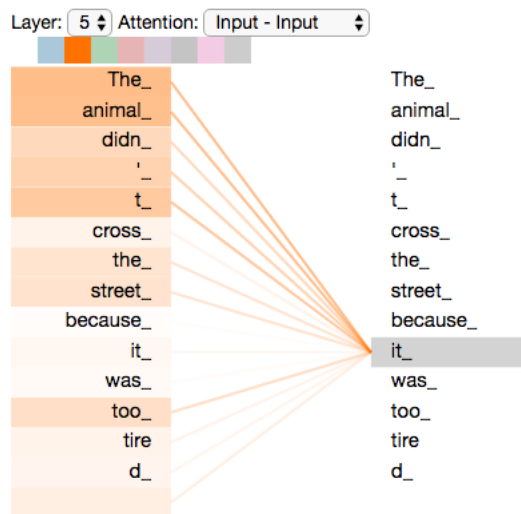 Layer: 5 Attention: Input - Input
The_ The_
animal_ animal_
didn_ didn_
'_ '_
t_ t_
cross_ cross_
the_ the_
street_ street_
because_ because_
it_ it_
was_ was_
too_ too_
tire tire
d_ d_